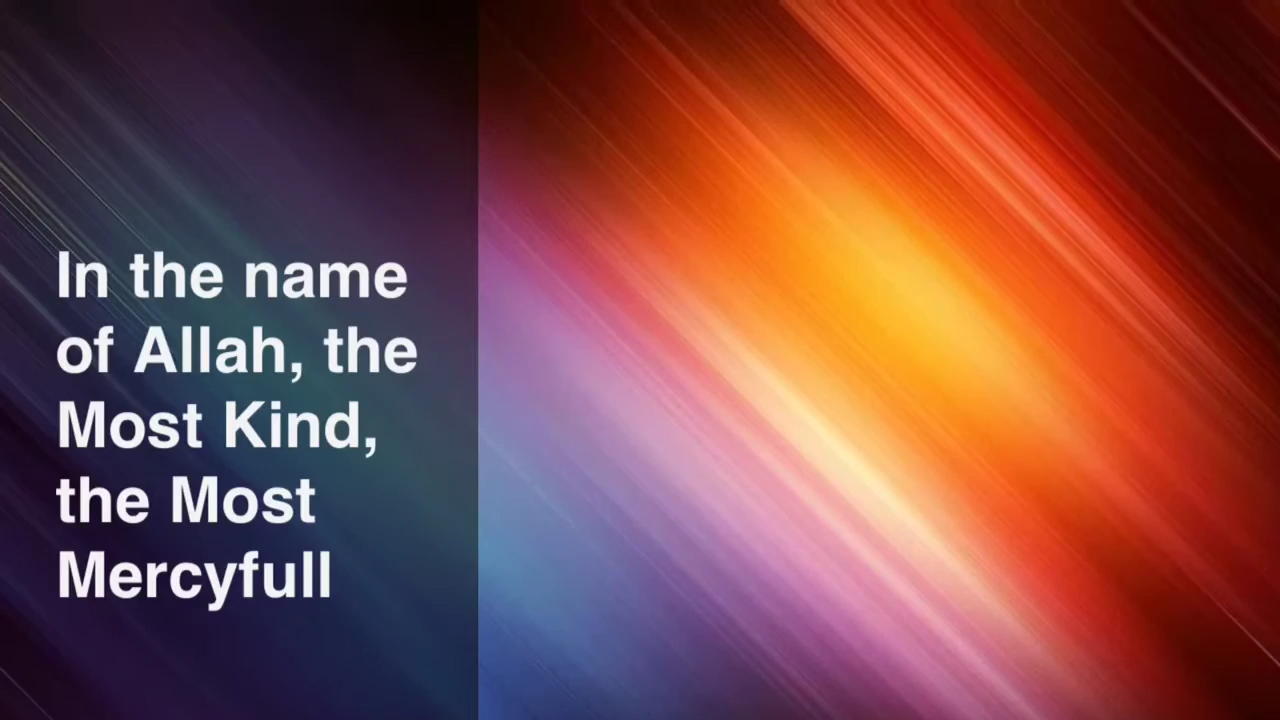 In the name
of Allah, the
Most Kind,
the Most
Mercyfull